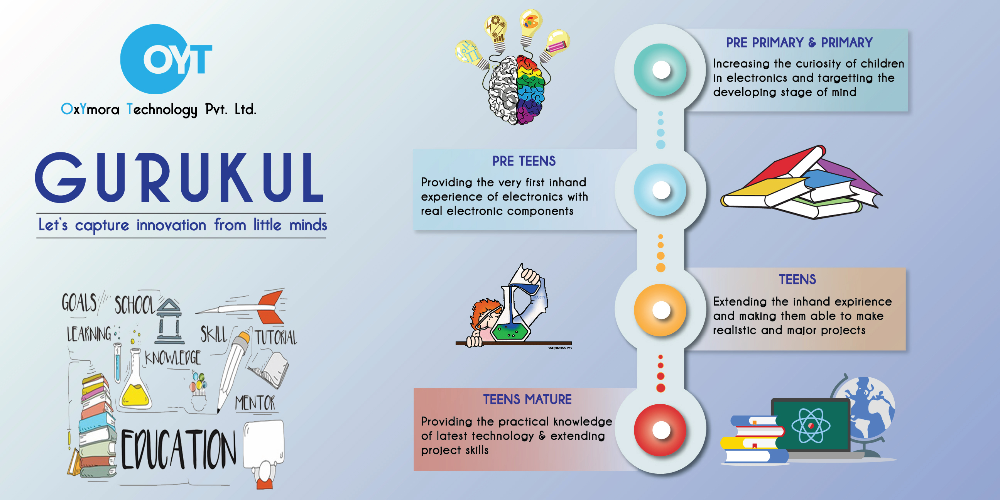 OYT
OxYmora Technology Pvt. Ltd.
GURUKUL
Let's capture innovation from little minds
GOALS
SCHOOL
LEARNING
SKILL
TUTORIAL
KNOWLEDGE
MENTOR
EDUCATION
PRE PRIMARY & PRIMARY
Increasing the curiosity of children
in electronics and targetting the
developing stage of mind
PRE TEENS
Providing the very first inhand
experience of electronics with
real electronic components
MARTIN
phillipmartin.info
TEENS
Extending the inhand expirience
and making them able to make
realistic and major projects
TEENS MATURE
Providing the practical knowledge
of latest technology & extending
project skills